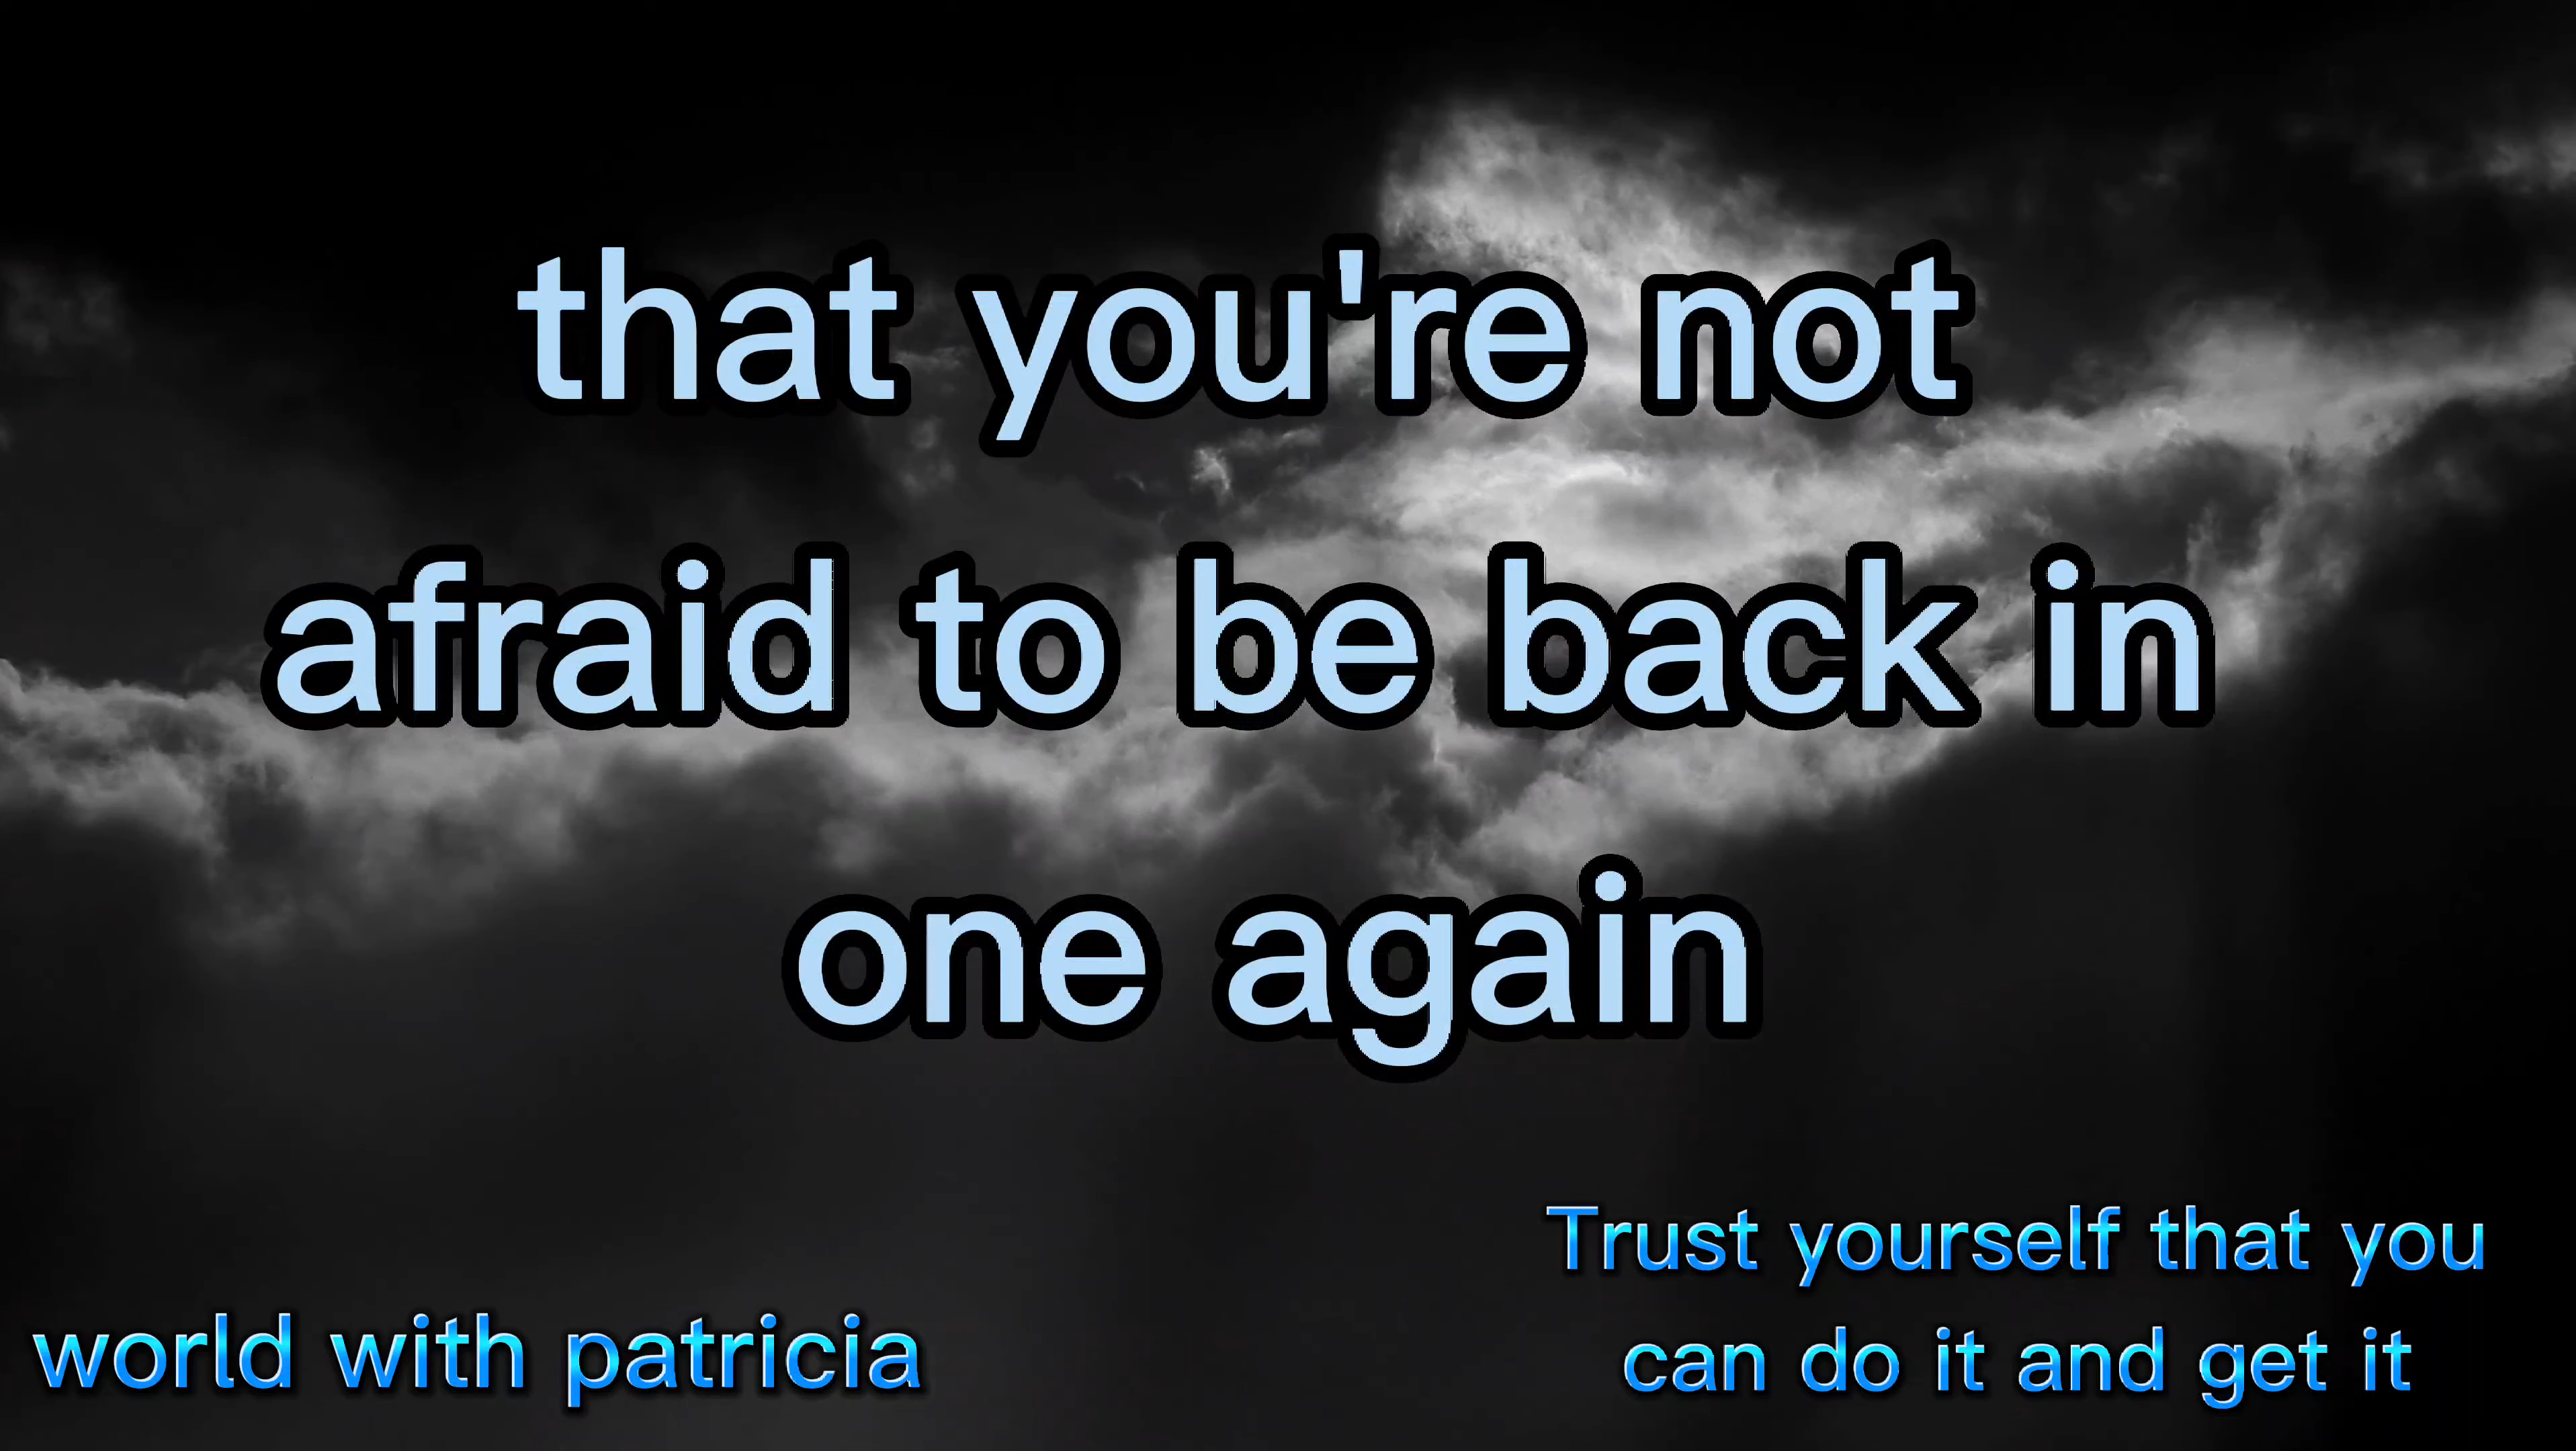 that you're not
afraid to be back in
one again
Trust yourself that you
can do it and get it
world with patricia